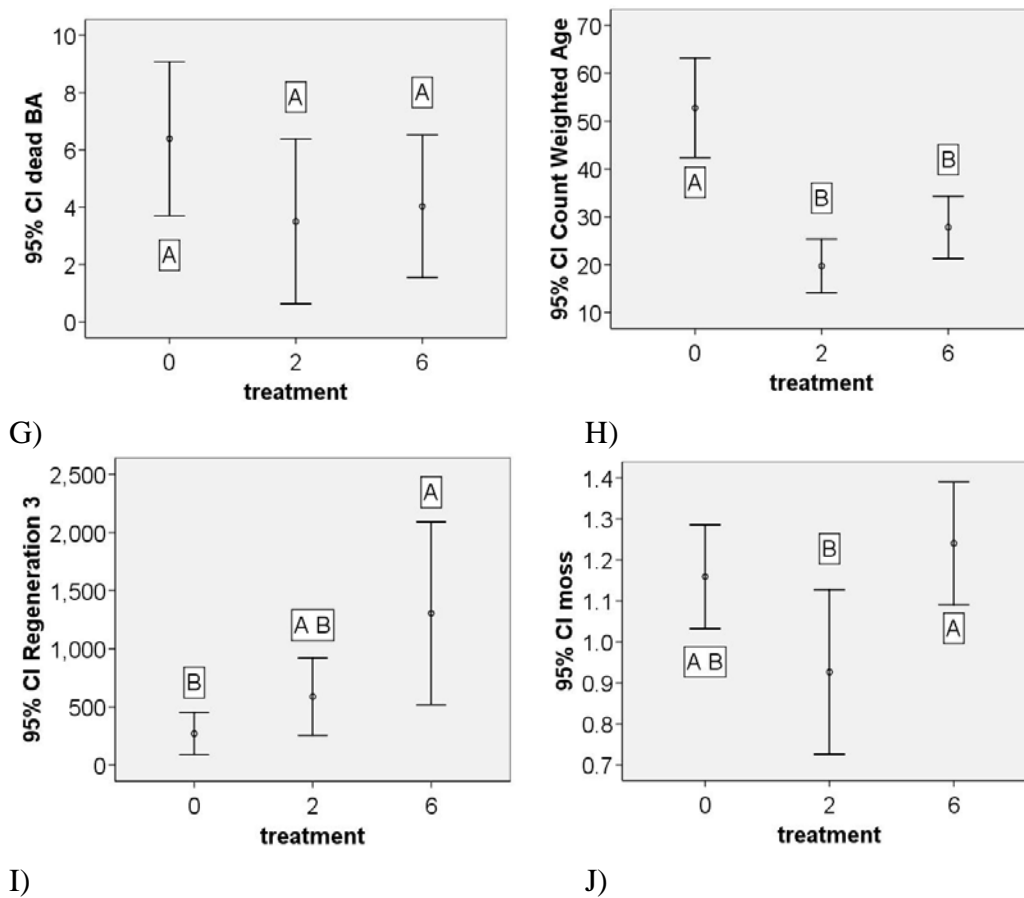 95% CI dead BA
10
8
6
4
2
0
A
A
A
0 2 6
treatment
G)
95% CI Count Weighted Age
70
60
50
40
30
20
10
A
B
B
0 2 6
treatment
H)
95% CI Regeneration 3
2,500
2,000
1,500
1,000
500
0
B
A B
A
0 2 6
treatment
I)
95% CI moss
1.4
1.3
1.2
1.1
1.0
0.9
0.8
0.7
A B
B
A
0 2 6
treatment
J)